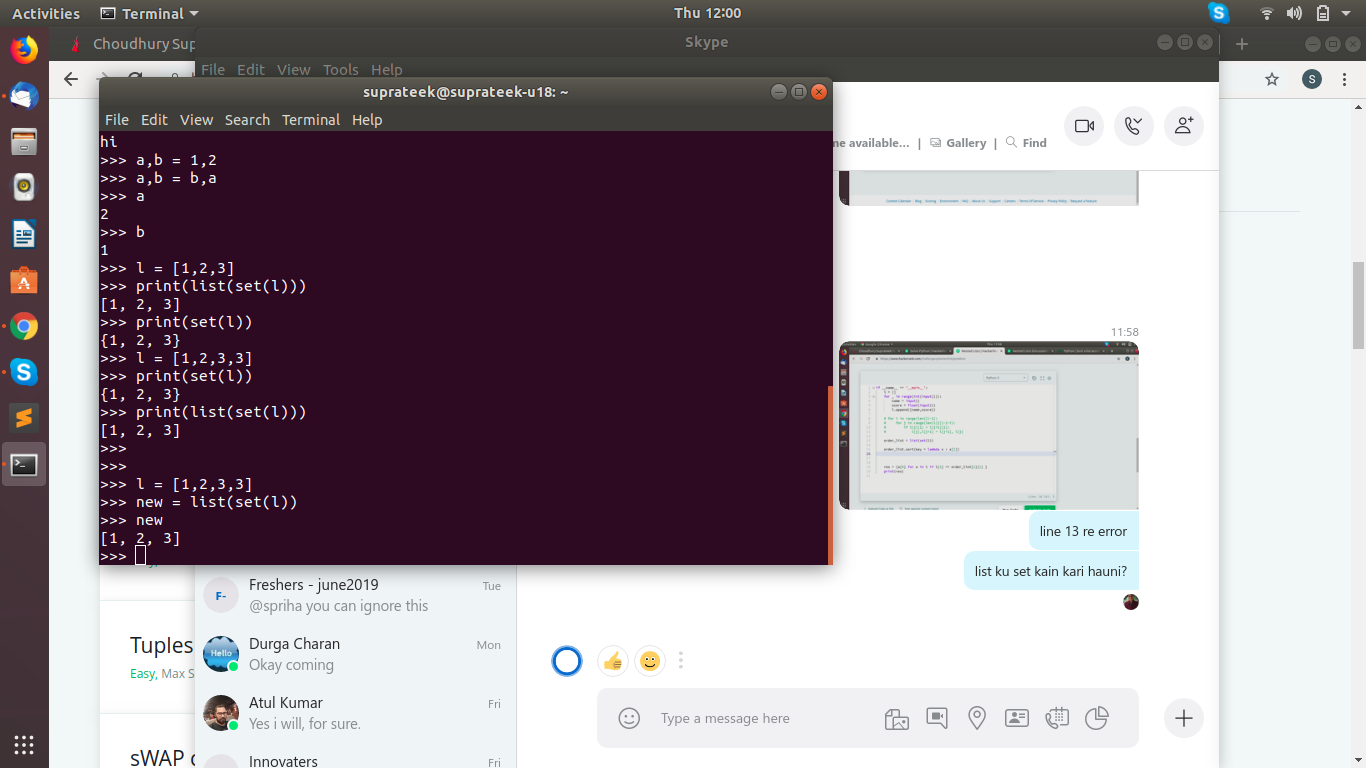 Activities
Terminal
Thu 12:00
Choudhury Sup
Skype
File Edit View Tools Help
S
suprateek@suprateek-u18: ~
File Edit View Search Terminal Help
hi
>>> a,b = 1,2
>>> a,b = b,a
>>> a
2
>>> b
1
>>> l = [1,2,3]
>>> print(list(set(l)))
[1, 2, 3]
>>> print(set(l))
{1, 2, 3}
>>> l = [1,2,3,3]
>>> print(set(l))
{1, 2, 3}
>>> print(list(set(l)))
[1, 2, 3]
>>>
>>>
>>> l = [1,2,3,3]
>>> new = list(set(l))
>>> new
[1, 2, 3]
>>>
me available... | Gallery | Find
11:58
line 13 re error
list ku set kain kari hauni?
F-
Freshers - june2019
Tue
@spriha you can ignore this
Hello
Durga Charan
Mon
Okay coming
Atul Kumar
Fri
Yes i will, for sure.
Innovaters
Fri
Type a message here
Tuples
Easy, Max S
sWAP c